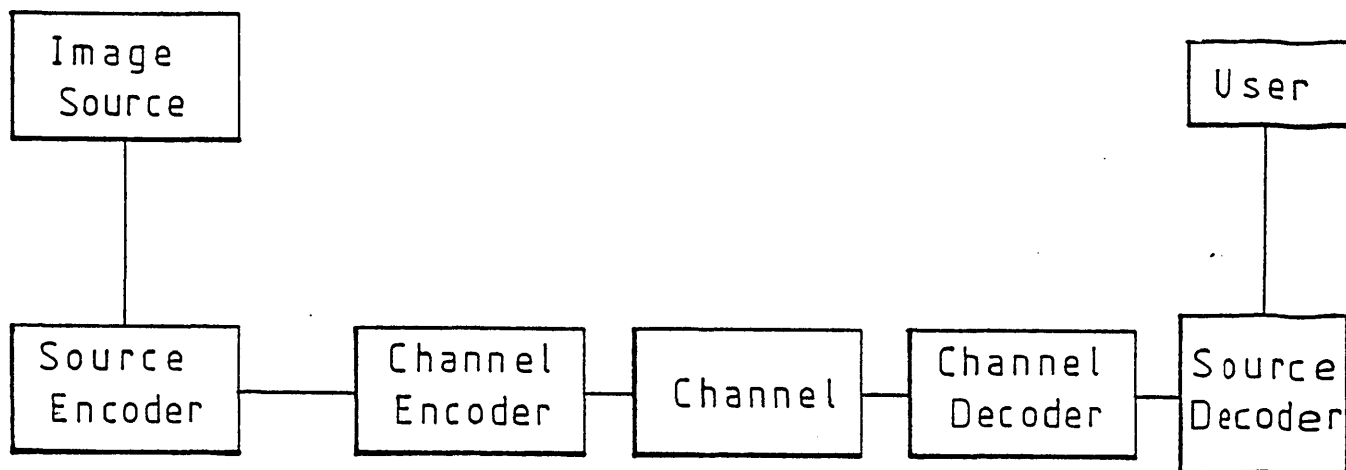 Image
Source
User
Source
Encoder
Channel
Encoder
Channel
Channel
Decoder
Source
Decoder